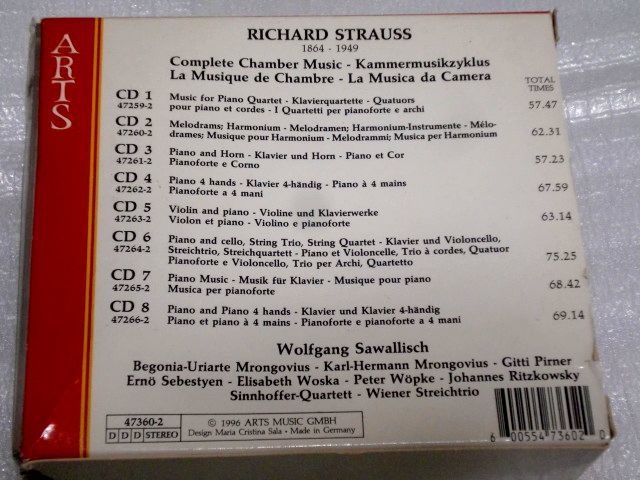 ARTS
RICHARD STRAUSS
1864 - 1949
Complete Chamber Music - Kammermusikzyklus
La Musique de Chambre - La Musica da Camera
TOTAL
TIMES
CD 1 Music for Piano Quartet - Klavierquartette - Quatuors
47259-2 pour piano et cordes - I Quartetti per pianoforte e archi 57.47
CD 2 Melodrams; Harmonium - Melodramen; Harmonium-Instrumente - Mélo-
47260-2 drames; Musique pour Harmonium - Melodrammi; Musica per Harmonium 62.31
CD 3 Piano and Horn - Klavier und Horn - Piano et Cor
47261-2 Pianoforte e Corno 57.23
CD 4 Piano 4 hands - Klavier 4-händig - Piano à 4 mains
47262-2 Pianoforte a 4 mani 67.59
CD 5 Violin and piano - Violine und Klavierwerke
47263-2 Violon et piano - Violino e pianoforte 63.14
CD 6 Piano and cello, String Trio, String Quartet - Klavier und Violoncello,
47264-2 Streichtrio, Streichquartett - Piano et Violoncelle, Trio à cordes, Quatuor
Pianoforte e Violoncello, Trio per Archi, Quartetto 75.25
CD 7 Piano Music - Musik für Klavier - Musique pour piano
47265-2 Musica per pianoforte 68.42
CD 8 Piano and Piano 4 hands - Klavier und Klavier 4-händig
47266-2 Piano et piano à 4 mains - Pianoforte e pianoforte a 4 mani 69.14
Wolfgang Sawallisch
Begonia-Uriarte Mrongovius - Karl-Hermann Mrongovius - Gitti Pirner
Ernö Sebestyen - Elisabeth Woska - Peter Wöpke - Johannes Ritzkowsky
Sinnhoffer-Quartett - Wiener Streichtrio
47360-2
D D D STEREO
© 1996 ARTS MUSIC GMBH
Design Maria Cristina Sala - Made in Germany
6 00554 73602 0